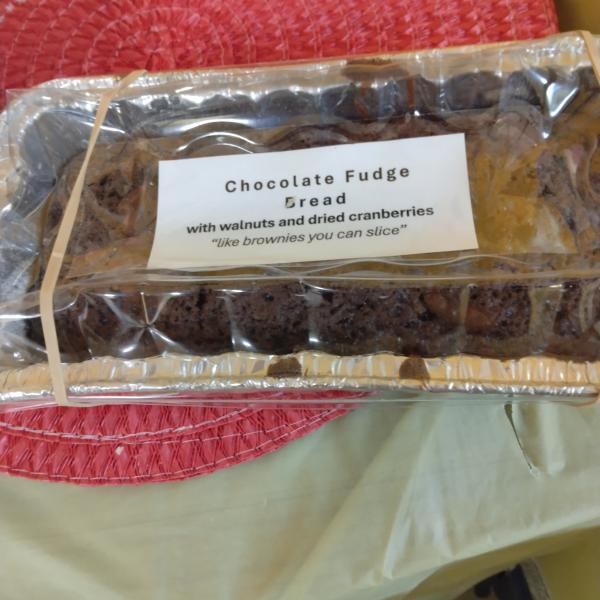 Chocolate Fudge
Bread
with walnuts and dried cranberries
“like brownies you can slice”